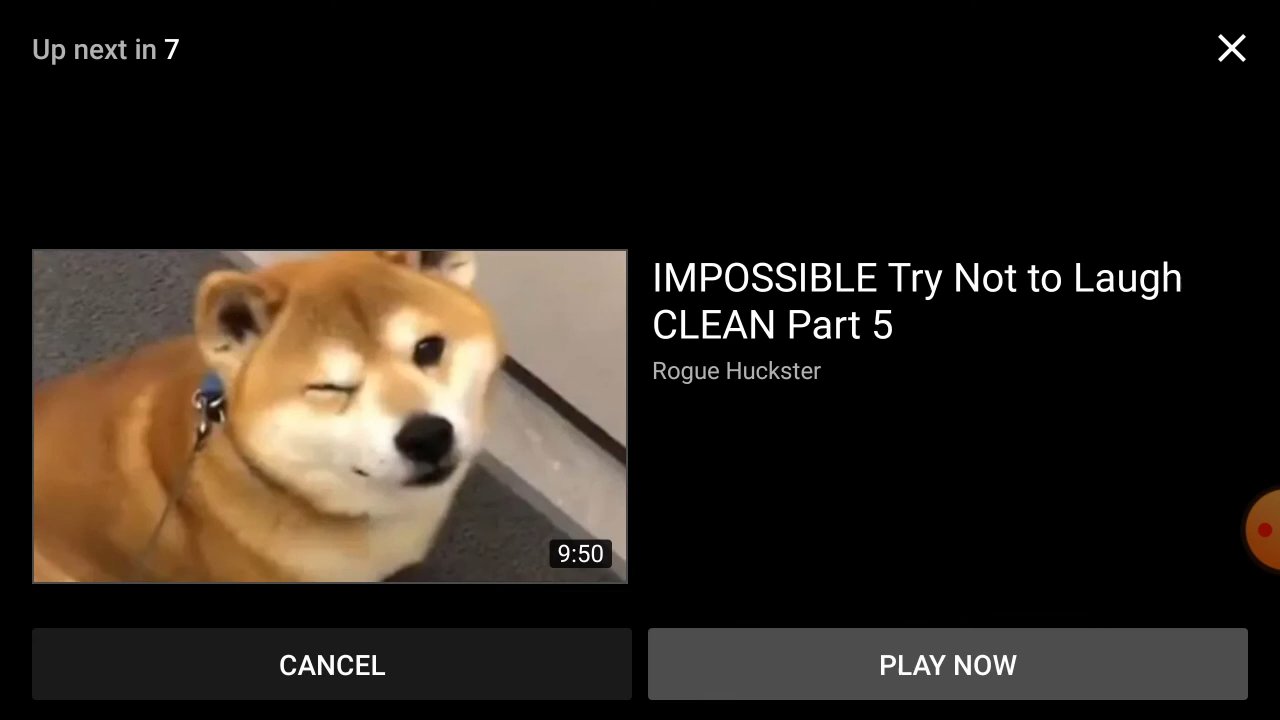 Up next in 7
IMPOSSIBLE Try Not to Laugh
CLEAN Part 5
Rogue Huckster
9:50
CANCEL
PLAY NOW